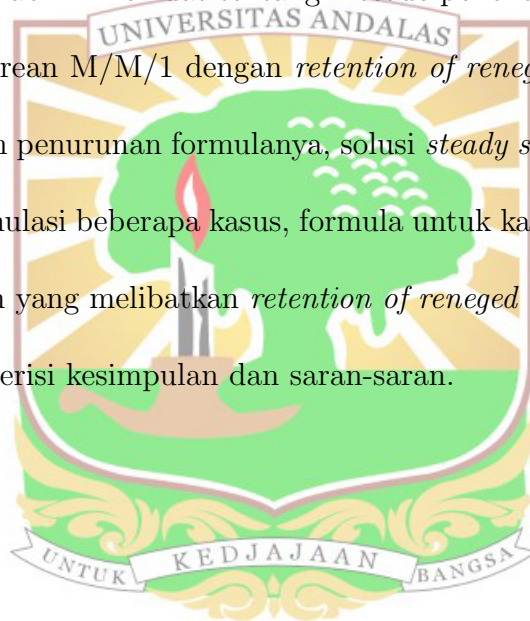 UNIVERSITAS ANDALAS
rean M/M/1 dengan retention of reneg
penurunan formulanya, solusi steady s
ulasi beberapa kasus, formula untuk ka
yang melibatkan retention of reneged
erisi kesimpulan dan saran-saran.
UNTUK KEDJAJAAN BANGSA